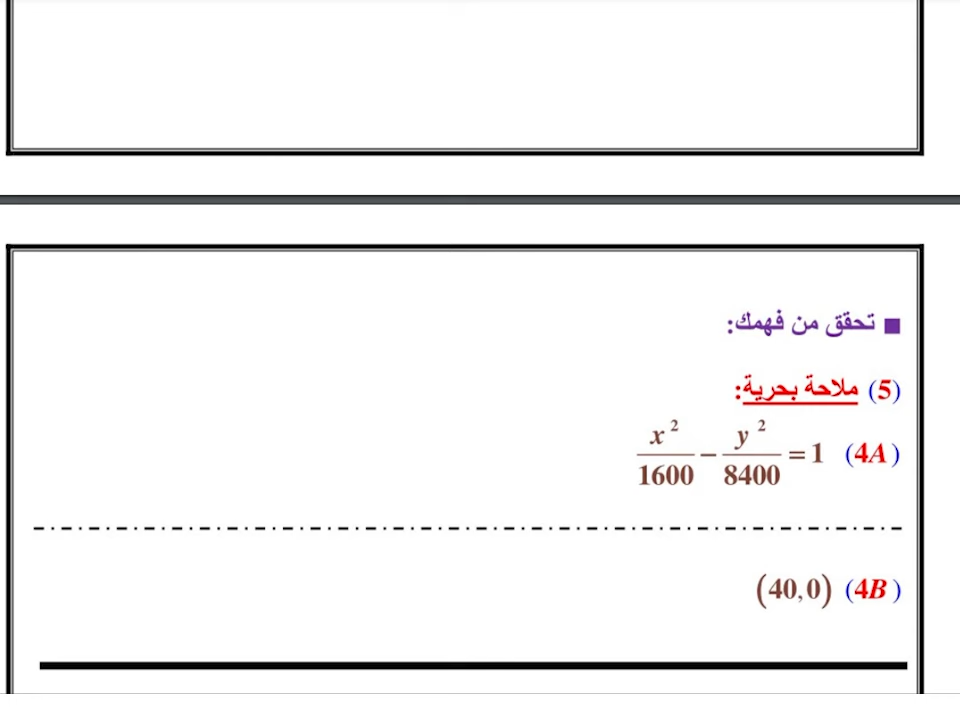 ■ تحقق من فهمك:
(5) ملاحة بحرية:
(4A) x²/1600 − y²/8400 = 1
(4B) (40,0)